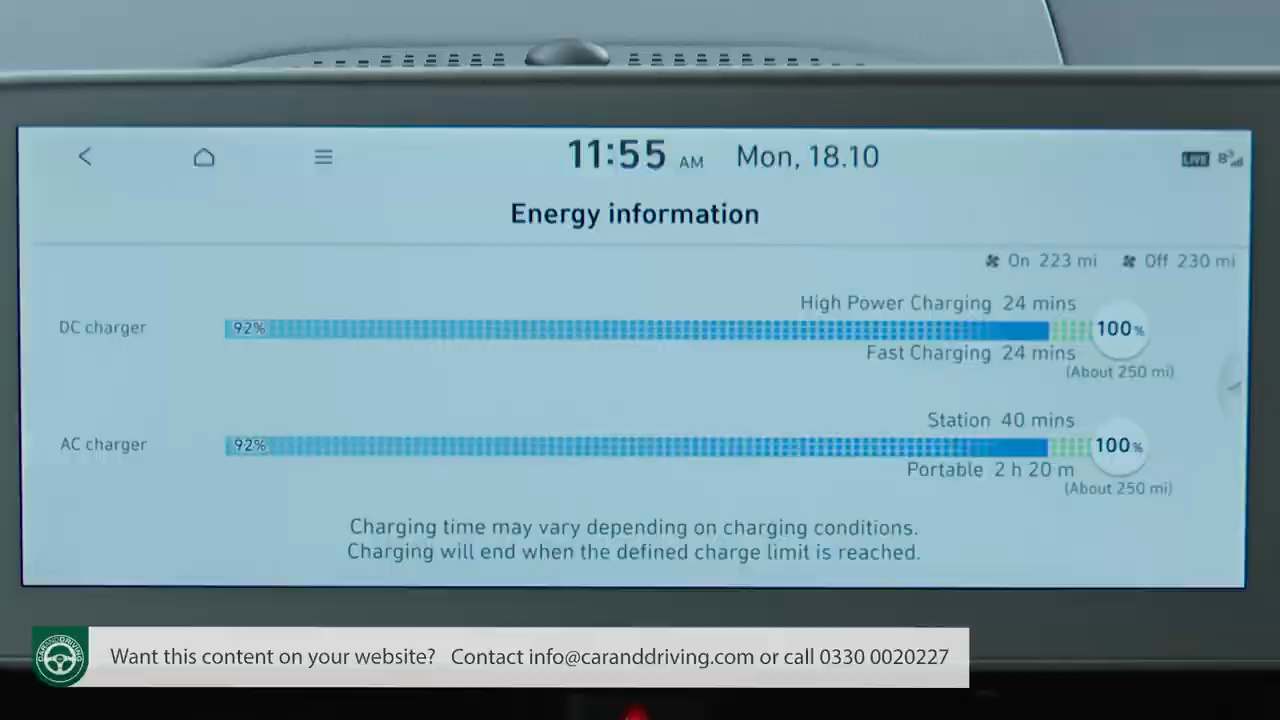 11:55 AM Mon, 18.10
LIVE
Energy information
On 223 mi Off 230 mi
High Power Charging 24 mins
DC charger 92% 100%
Fast Charging 24 mins
(About 250 mi)
Station 40 mins
AC charger 92% 100%
Portable 2 h 20 m
(About 250 mi)
Charging time may vary depending on charging conditions.
Charging will end when the defined charge limit is reached.
CARANDDRIVING
Want this content on your website? Contact info@caranddriving.com or call 0330 0020227